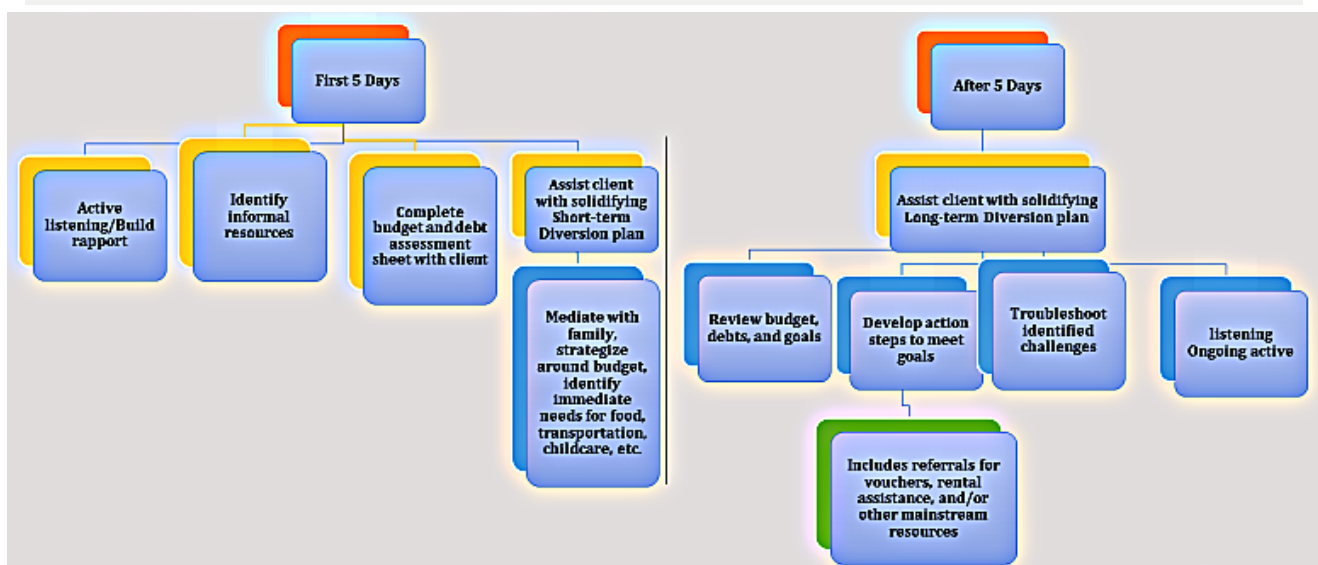 First 5 Days
Active
listening/Build
rapport
Identify
informal
resources
Complete
budget and debt
assessment
sheet with client
Assist client
with solidifying
Short-term
Diversion plan
Mediate with
family,
strategize
around budget,
identify
immediate
needs for food,
transportation,
childcare, etc.
After 5 Days
Assist client with solidifying
Long-term Diversion plan
Review budget,
debts, and goals
Develop action
steps to meet
goals
Troubleshoot
identified
challenges
listening
Ongoing active
Includes referrals for
vouchers, rental
assistance, and/or
other mainstream
resources